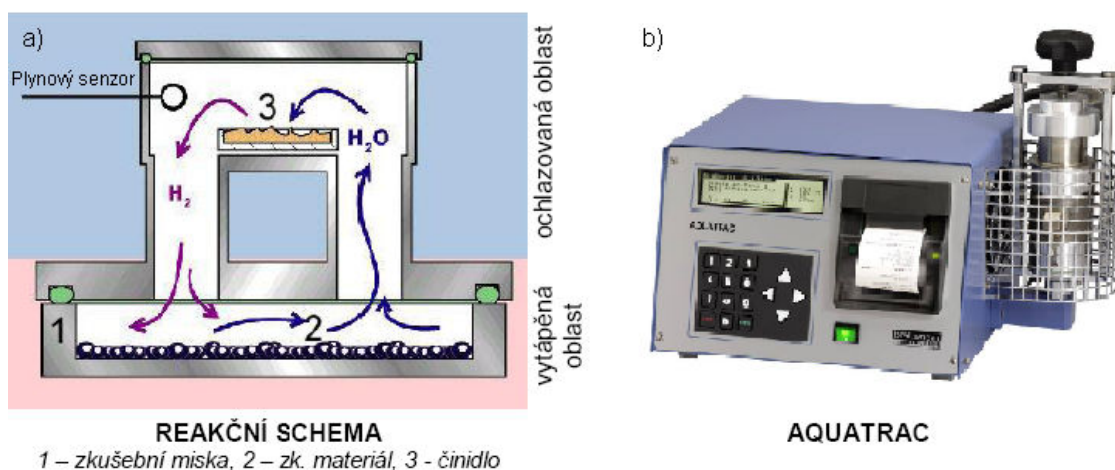 a)
Plynový senzor
3
H₂O
H₂
1
2
ochlazovaná oblast
vytápěná
oblast
REAKČNÍ SCHEMA
1 – zkušební miska, 2 – zk. materiál, 3 - činidlo
b)
AQUATRAC
AQUATRAC